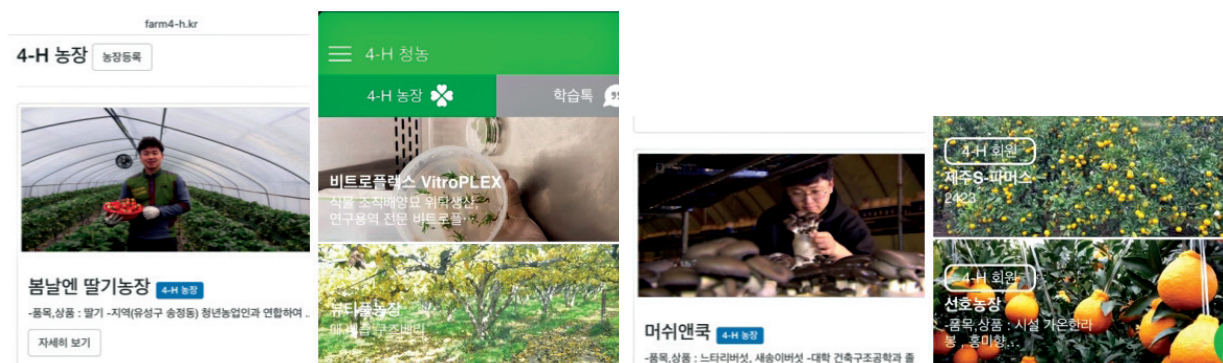 farm4-h.kr
4-H 농장 농장등록
봄날엔 딸기농장 4-H 농장
-품목,상품 : 딸기 -지역(유성구 송정동) 청년농업인과 연합하여 ..
자세히 보기
4-H 청농
4-H 농장 학습톡
비트로플렉스 VitroPLEX
식물 조직배양묘 위탁생산,
연구용역 전문 비트로플…
뷰티풀농장
머쉬앤쿡 4-H 농장
-품목,상품 : 느타리버섯, 새송이버섯 -대학 건축구조공학과 졸
4-H 회원
제주S-파머스
2423
4-H 회원
선호농장
-품목,상품 : 시설 가온한라
봉 , 홍미향…